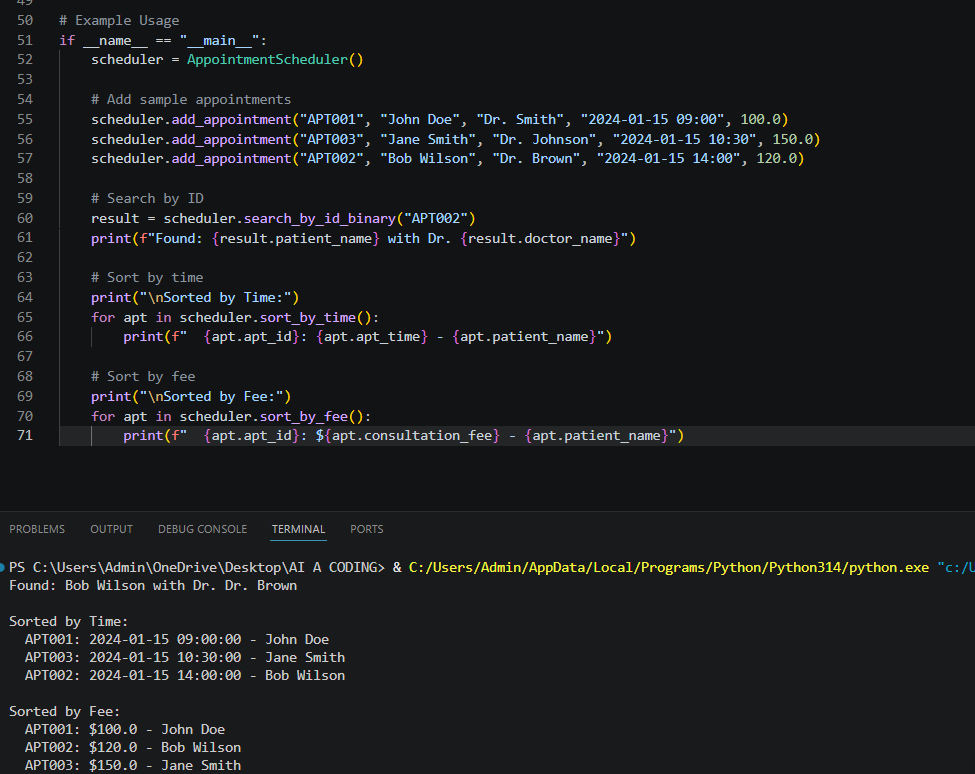 49
50 # Example Usage
51 if __name__ == "__main__":
52     scheduler = AppointmentScheduler()
53
54     # Add sample appointments
55     scheduler.add_appointment("APT001", "John Doe", "Dr. Smith", "2024-01-15 09:00", 100.0)
56     scheduler.add_appointment("APT003", "Jane Smith", "Dr. Johnson", "2024-01-15 10:30", 150.0)
57     scheduler.add_appointment("APT002", "Bob Wilson", "Dr. Brown", "2024-01-15 14:00", 120.0)
58
59     # Search by ID
60     result = scheduler.search_by_id_binary("APT002")
61     print(f"Found: {result.patient_name} with Dr. {result.doctor_name}")
62
63     # Sort by time
64     print("\nSorted by Time:")
65     for apt in scheduler.sort_by_time():
66         print(f"  {apt.apt_id}: {apt.apt_time} - {apt.patient_name}")
67
68     # Sort by fee
69     print("\nSorted by Fee:")
70     for apt in scheduler.sort_by_fee():
71         print(f"  {apt.apt_id}: ${apt.consultation_fee} - {apt.patient_name}")
PROBLEMS OUTPUT DEBUG CONSOLE TERMINAL PORTS
PS C:\Users\Admin\OneDrive\Desktop\AI A CODING> & C:/Users/Admin/AppData/Local/Programs/Python/Python314/python.exe "c:/U
Found: Bob Wilson with Dr. Dr. Brown

Sorted by Time:
  APT001: 2024-01-15 09:00:00 - John Doe
  APT003: 2024-01-15 10:30:00 - Jane Smith
  APT002: 2024-01-15 14:00:00 - Bob Wilson

Sorted by Fee:
  APT001: $100.0 - John Doe
  APT002: $120.0 - Bob Wilson
  APT003: $150.0 - Jane Smith